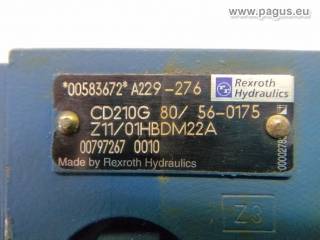 www.pagus.eu
*00583672* A229-276
Rexroth
Hydraulics
CD210G 80/ 56-0175
Z11/01HBDM22A
00797267 0010
Made by Rexroth Hydraulics
Z3